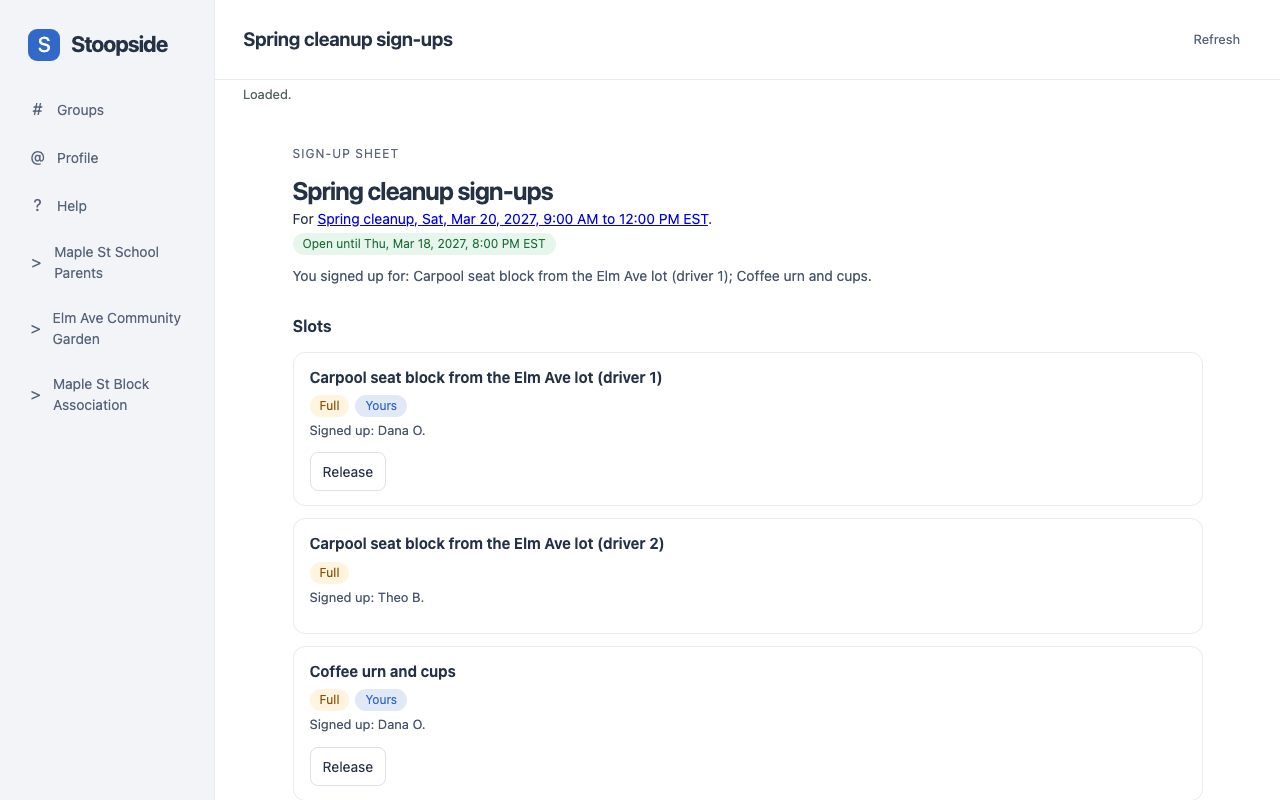 S Stoopside
# Groups
@ Profile
? Help
> Maple St School
Parents
> Elm Ave Community
Garden
> Maple St Block
Association
Spring cleanup sign-ups
Refresh
Loaded.
SIGN-UP SHEET
Spring cleanup sign-ups
For Spring cleanup, Sat, Mar 20, 2027, 9:00 AM to 12:00 PM EST.
Open until Thu, Mar 18, 2027, 8:00 PM EST
You signed up for: Carpool seat block from the Elm Ave lot (driver 1); Coffee urn and cups.
Slots
Carpool seat block from the Elm Ave lot (driver 1)
Full Yours
Signed up: Dana O.
Release
Carpool seat block from the Elm Ave lot (driver 2)
Full
Signed up: Theo B.
Coffee urn and cups
Full Yours
Signed up: Dana O.
Release